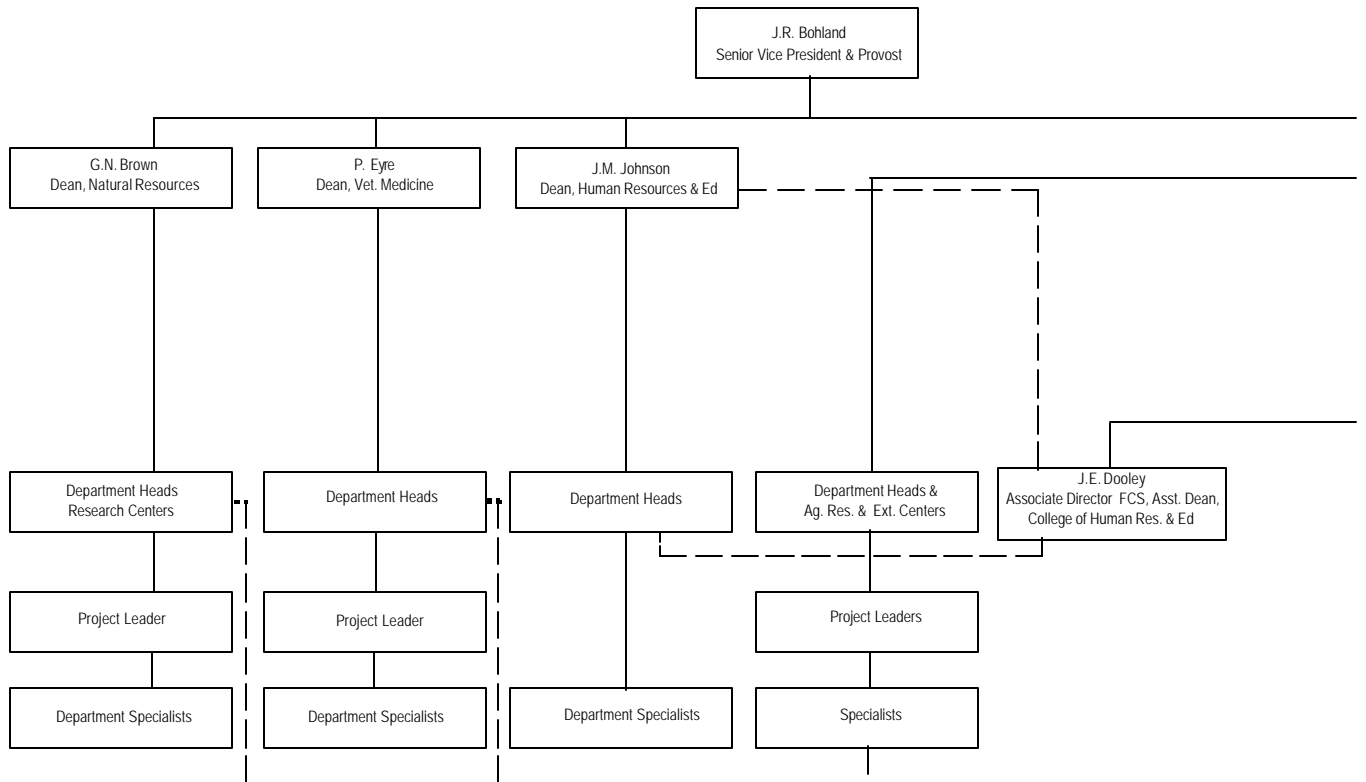 J.R. Bohland
Senior Vice President & Provost
G.N. Brown
Dean, Natural Resources
P. Eyre
Dean, Vet. Medicine
J.M. Johnson
Dean, Human Resources & Ed
Department Heads
Research Centers
Department Heads
Department Heads
Department Heads &
Ag. Res. & Ext. Centers
J.E. Dooley
Associate Director FCS, Asst. Dean,
College of Human Res. & Ed
Project Leader
Project Leader
Project Leaders
Department Specialists
Department Specialists
Department Specialists
Specialists